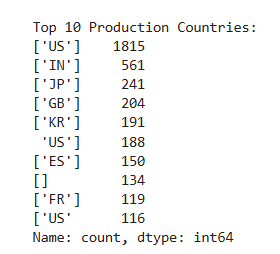 Top 10 Production Countries:
['US']    1815
['IN']     561
['JP']     241
['GB']     204
['KR']     191
 'US']     188
['ES']     150
[]         134
['FR']     119
['US'      116
Name: count, dtype: int64